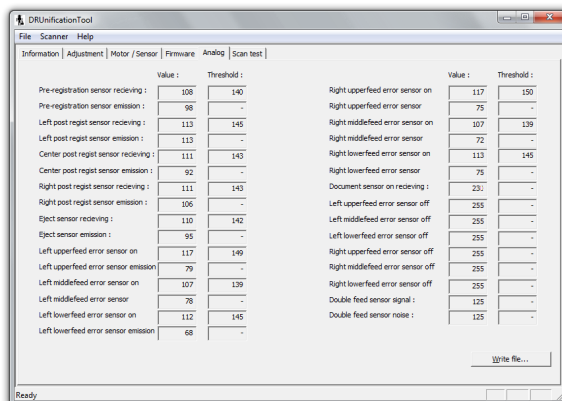 DRUnificationTool
File Scanner Help
Information Adjustment Motor / Sensor Firmware Analog Scan test
Value : Threshold :
Pre-registration sensor recieving : 108 140
Pre-registration sensor emission : 98 -
Left post regist sensor recieving : 113 145
Left post regist sensor emission : 113 -
Center post regist sensor recieving : 111 143
Center post regist sensor emission : 92 -
Right post regist sensor recieving : 111 143
Right post regist sensor emission : 106 -
Eject sensor recieving : 110 142
Eject sensor emission : 95 -
Left upperfeed error sensor on 117 149
Left upperfeed error sensor emission 79 -
Left middlefeed error sensor on 107 139
Left middlefeed error sensor 78 -
Left lowerfeed error sensor on 112 145
Left lowerfeed error sensor emission 68 -
Value : Threshold :
Right upperfeed error sensor on 117 150
Right upperfeed error sensor 75 -
Right middlefeed error sensor on 107 139
Right middlefeed error sensor 72 -
Right lowerfeed error sensor on 113 145
Right lowerfeed error sensor 75 -
Document sensor on recieving : -
Left upperfeed error sensor off 255 -
Left middlefeed error sensor off 255 -
Left lowerfeed error sensor off 255 -
Right upperfeed error sensor off 255 -
Right middlefeed error sensor off 255 -
Right lowerfeed error sensor off 255 -
Double feed sensor signal : 125 -
Double feed sensor noise : 125 -
Write file...
Ready